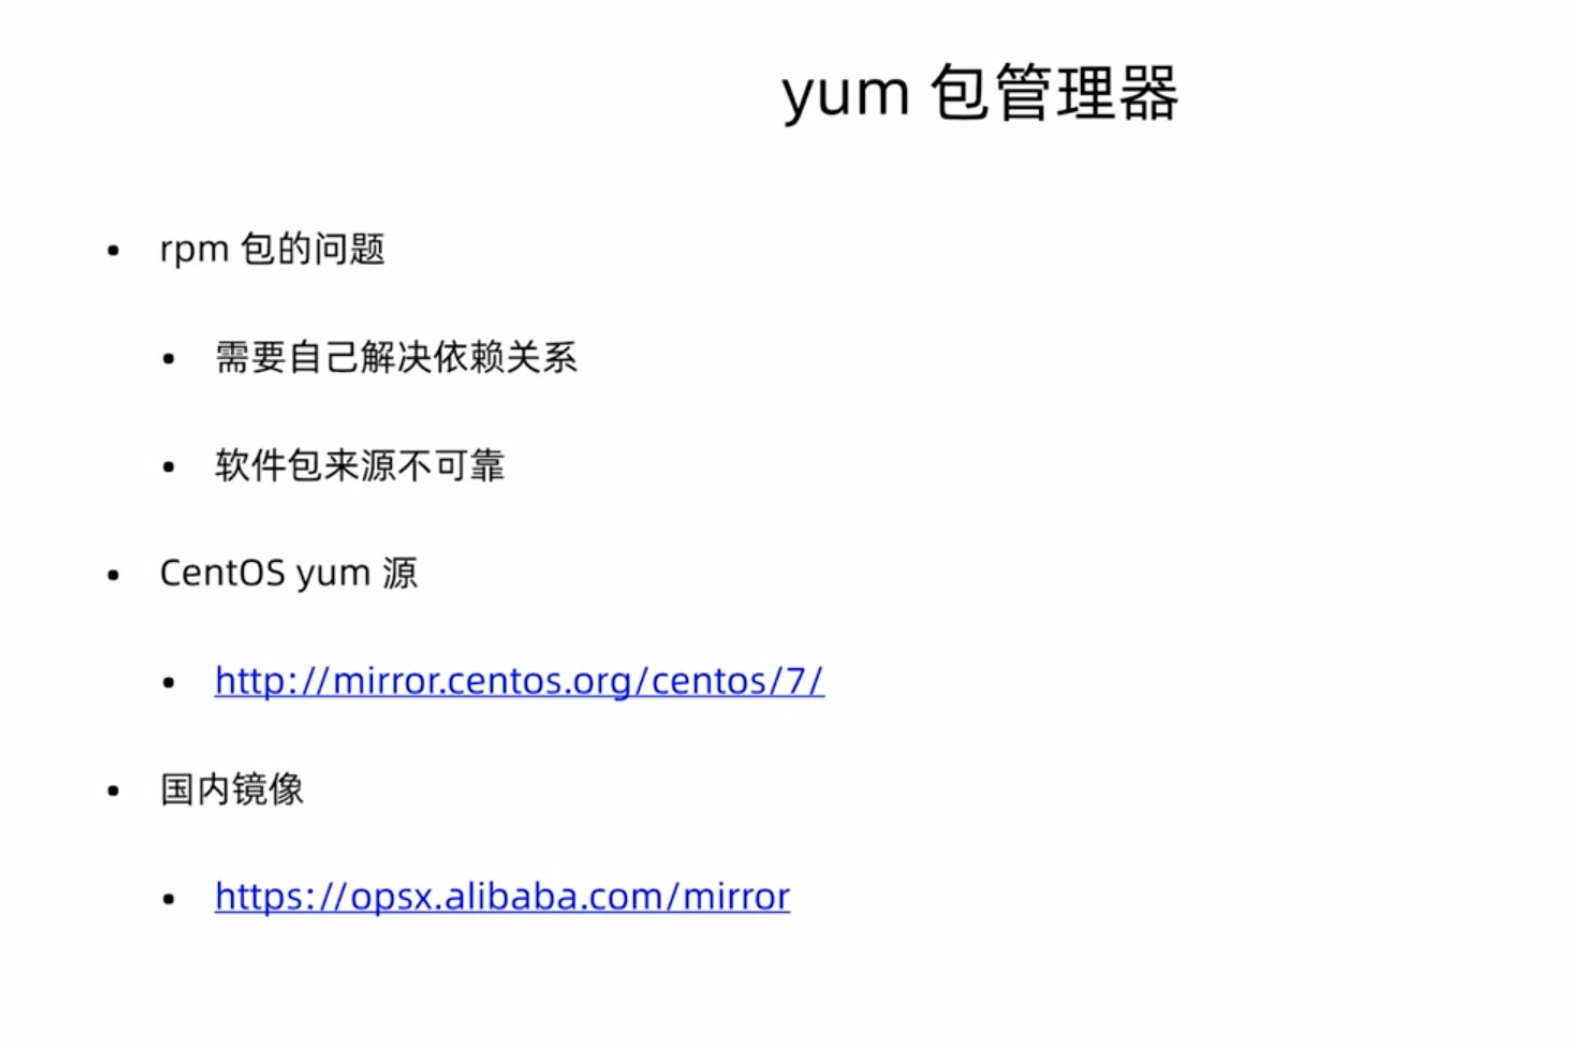 yum 包管理器
• rpm 包的问题
• 需要自己解决依赖关系
• 软件包来源不可靠
• CentOS yum 源
• http://mirror.centos.org/centos/7/
• 国内镜像
• https://opsx.alibaba.com/mirror